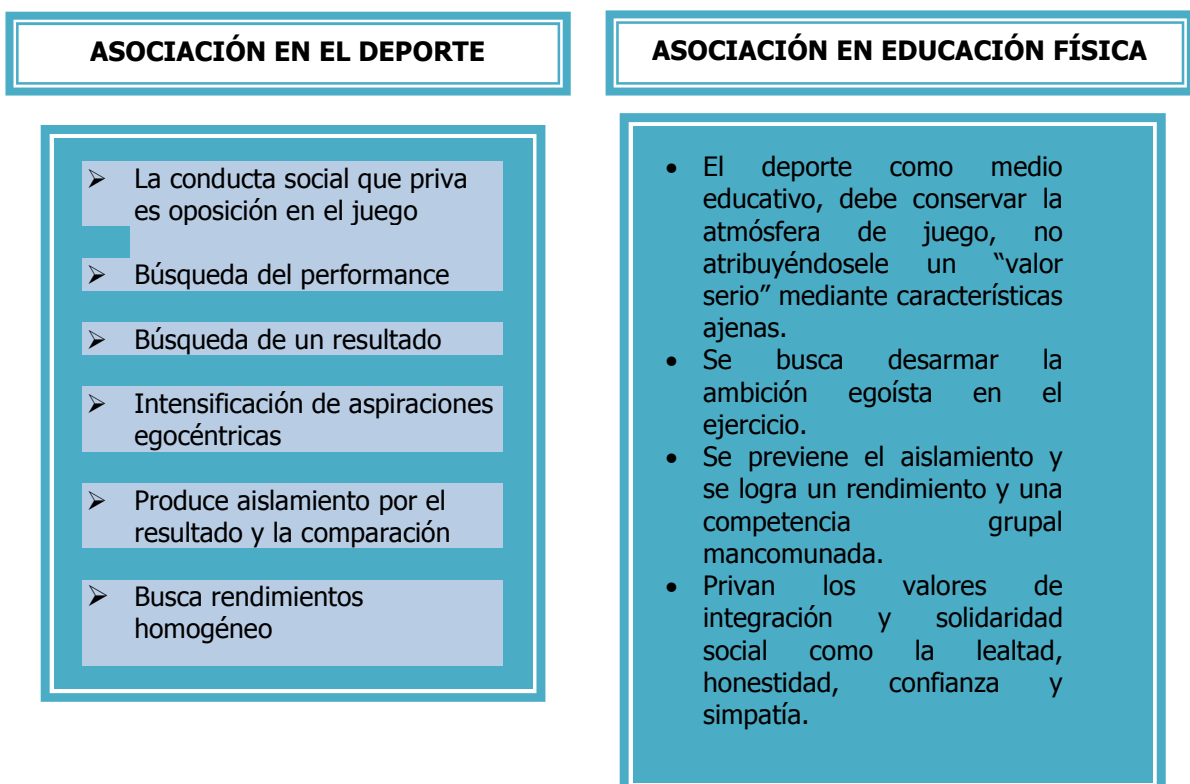 ASOCIACIÓN EN EL DEPORTE
➢ La conducta social que priva
es oposición en el juego
➢ Búsqueda del performance
➢ Búsqueda de un resultado
➢ Intensificación de aspiraciones
egocéntricas
➢ Produce aislamiento por el
resultado y la comparación
➢ Busca rendimientos
homogéneo
ASOCIACIÓN EN EDUCACIÓN FÍSICA
• El deporte como medio
educativo, debe conservar la
atmósfera de juego, no
atribuyéndosele un “valor
serio” mediante características
ajenas.
• Se busca desarmar la
ambición egoísta en el
ejercicio.
• Se previene el aislamiento y
se logra un rendimiento y una
competencia grupal
mancomunada.
• Privan los valores de
integración y solidaridad
social como la lealtad,
honestidad, confianza y
simpatía.